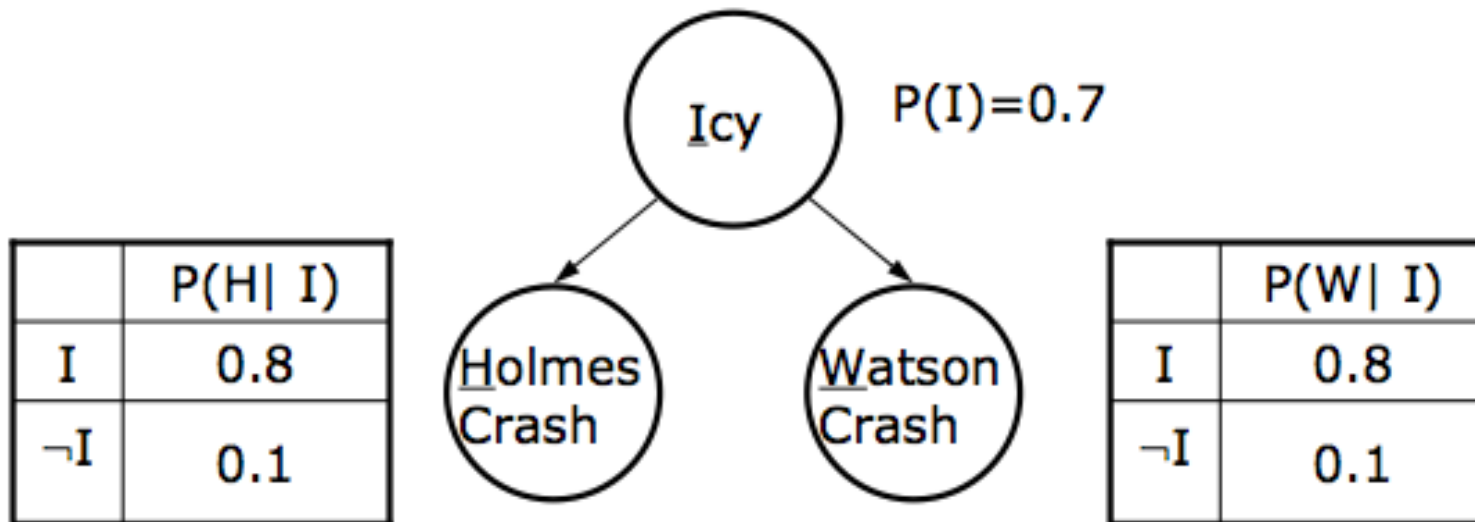 Icy
P(I)=0.7
P(H| I)
I 0.8
¬I 0.1
Holmes
Crash
Watson
Crash
P(W| I)
I 0.8
¬I 0.1